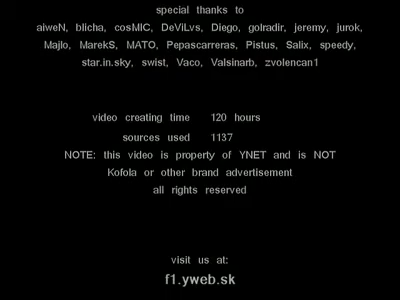 special thanks to
aiweN, blicha, cosMIC, DeViLvs, Diego, golradir, jeremy, jurok,
Majlo, MarekS, MATO, Pepascarreras, Pistus, Salix, speedy,
star.in.sky, swist, Vaco, Valsinarb, zvolencan1
video creating time 120 hours
sources used 1137
NOTE: this video is property of YNET and is NOT
Kofola or other brand advertisement
all rights reserved
visit us at:
f1.yweb.sk